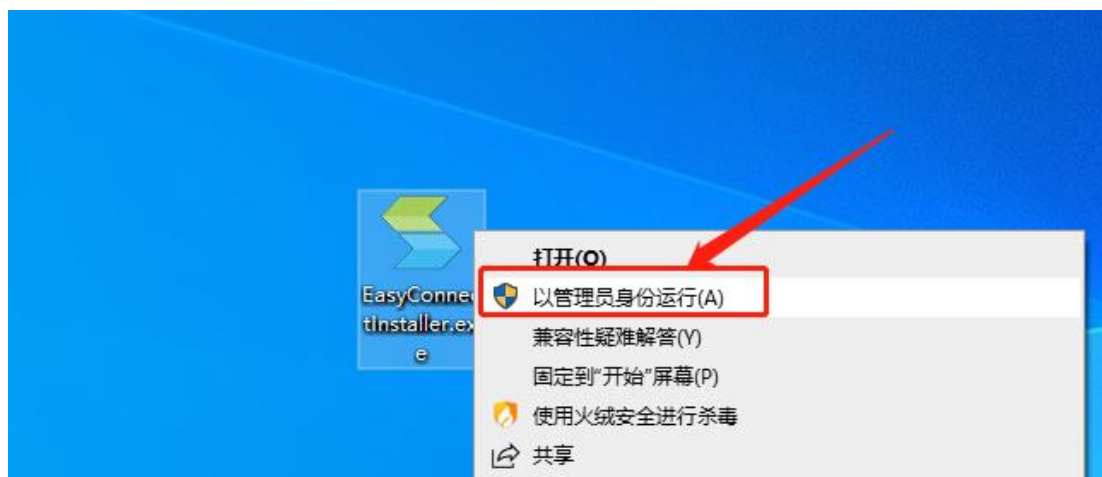 EasyConnec
tInstaller.ex
e
打开(O)
以管理员身份运行(A)
兼容性疑难解答(Y)
固定到“开始”屏幕(P)
使用火绒安全进行杀毒
共享